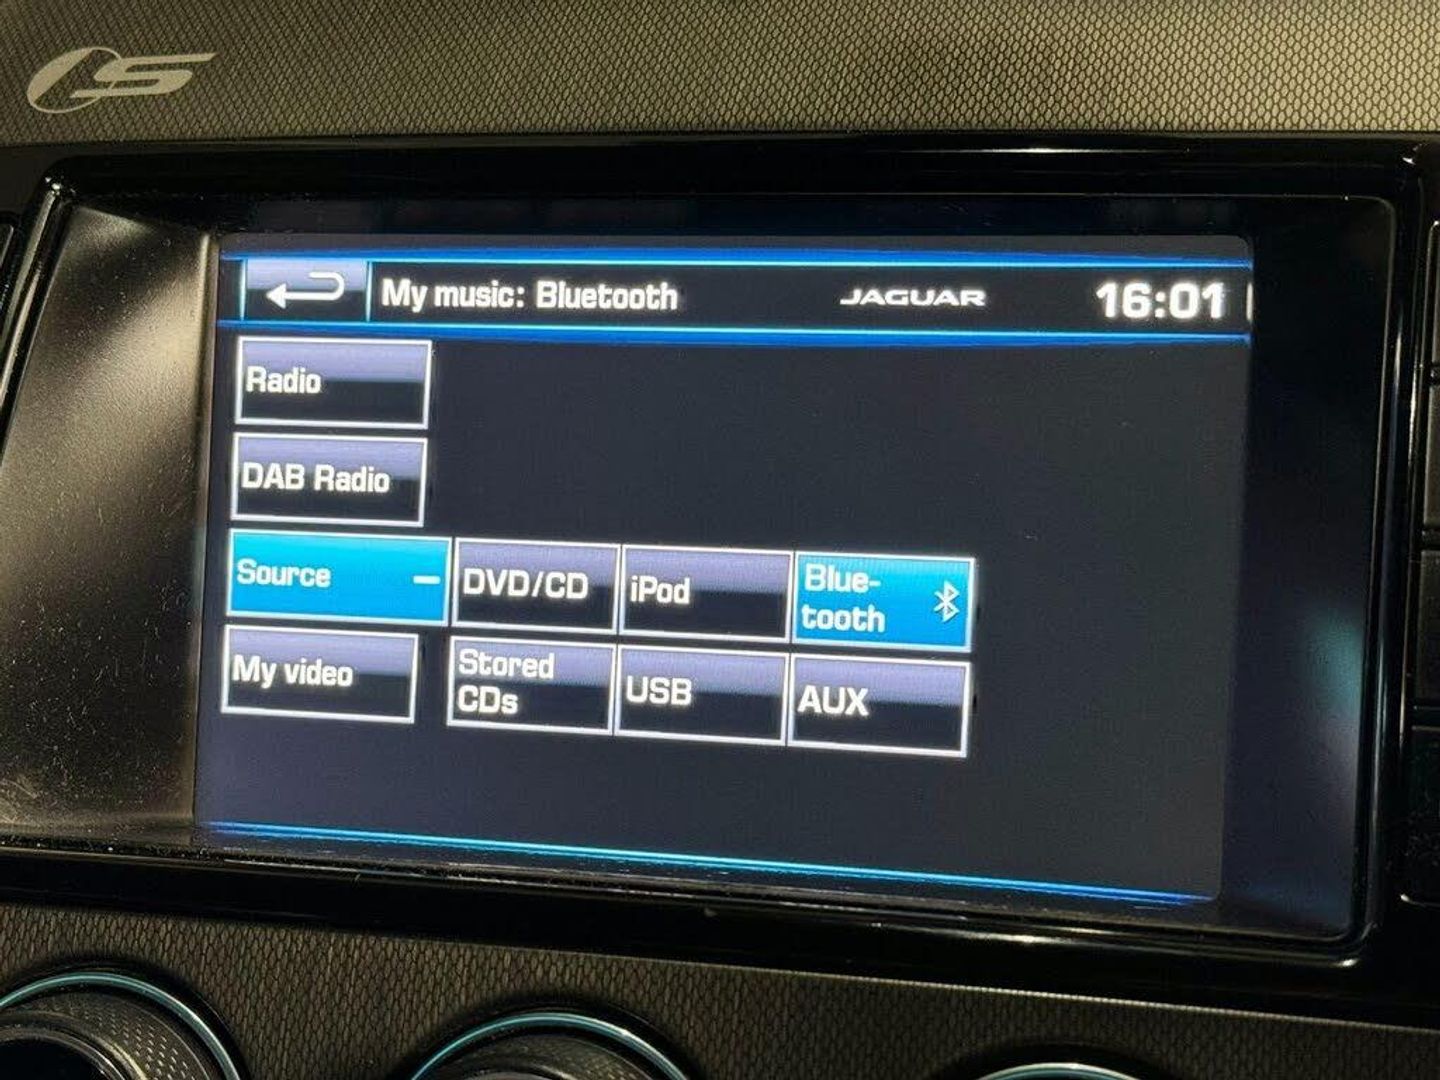 S
My music: Bluetooth JAGUAR 16:01
Radio
DAB Radio
Source DVD/CD iPod Blue-
tooth
My video Stored
CDs USB AUX